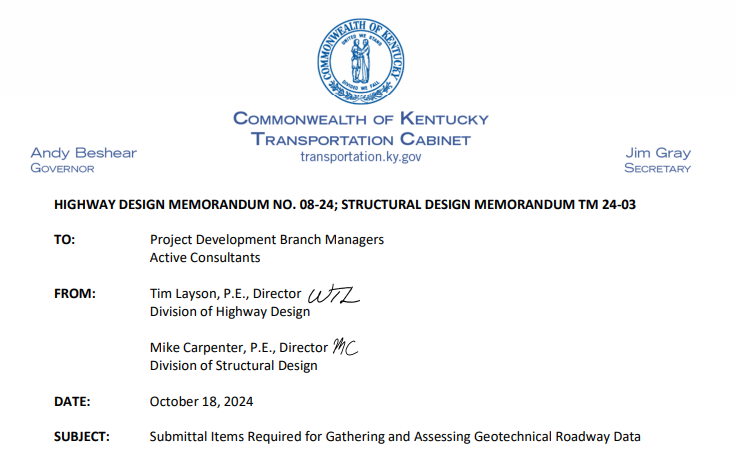 COMMONWEALTH OF KENTUCKY
UNITED WE STAND
DIVIDED WE FALL
COMMONWEALTH OF KENTUCKY
TRANSPORTATION CABINET
transportation.ky.gov
Andy Beshear
GOVERNOR
Jim Gray
SECRETARY
HIGHWAY DESIGN MEMORANDUM NO. 08-24; STRUCTURAL DESIGN MEMORANDUM TM 24-03
TO: Project Development Branch Managers
Active Consultants
FROM: Tim Layson, P.E., Director WTL
Division of Highway Design
Mike Carpenter, P.E., Director MC
Division of Structural Design
DATE: October 18, 2024
SUBJECT: Submittal Items Required for Gathering and Assessing Geotechnical Roadway Data